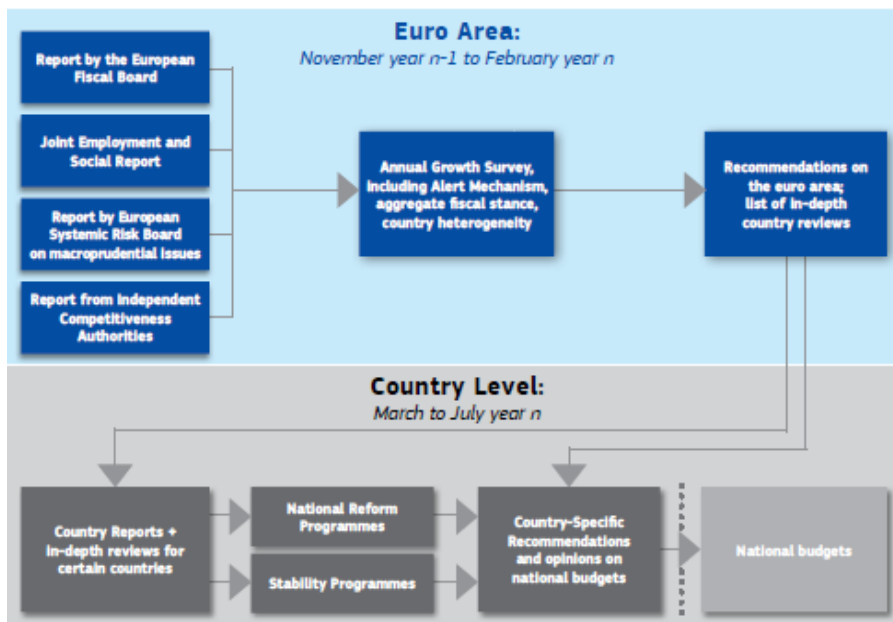 Euro Area:
November year n-1 to February year n
Report by the European
Fiscal Board
Joint Employment and
Social Report
Report by European
Systemic Risk Board
on macroprudential issues
Report from Independent
Competitiveness
Authorities
Annual Growth Survey,
including Alert Mechanism,
aggregate fiscal stance,
country heterogeneity
Recommendations on
the euro area;
list of in-depth
country reviews
Country Level:
March to July year n
Country Reports +
in-depth reviews for
certain countries
National Reform
Programmes
Stability Programmes
Country-Specific
Recommendations
and opinions on
national budgets
National budgets